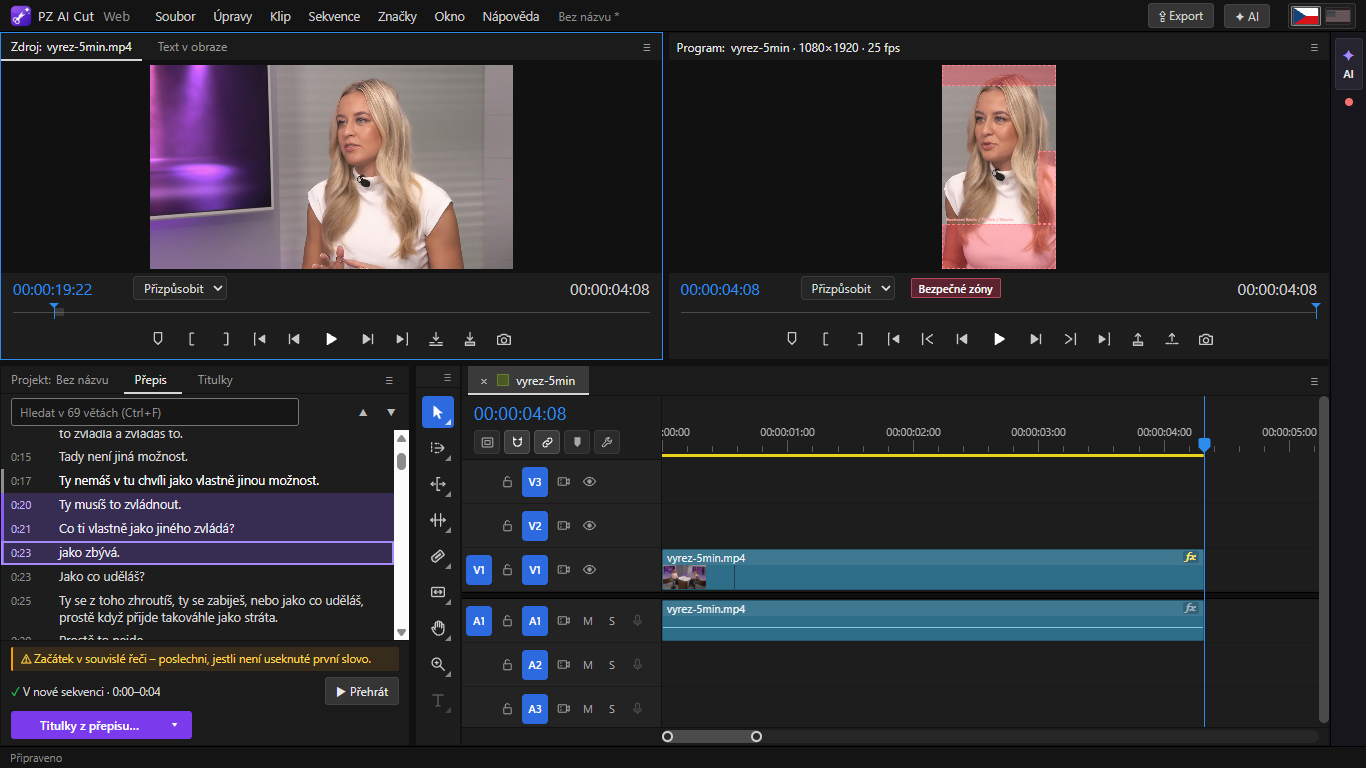 PZ AI Cut Web Soubor Úpravy Klip Sekvence Značky Okno Nápověda Bez názvu * Export AI
Zdroj: vyrez-5min.mp4 Text v obraze
Program: vyrez-5min · 1080×1920 · 25 fps
AI
00:00:19:22 Přizpůsobit 00:00:04:08
00:00:04:08 Přizpůsobit Bezpečné zóny 00:00:04:08
Projekt: Bez názvu Přepis Titulky
Hledat v 69 větách (Ctrl+F)
to zvládla a zvládáš to.
0:15 Tady není jiná možnost.
0:17 Ty nemáš v tu chvíli jako vlastně jinou možnost.
0:20 Ty musíš to zvládnout.
0:21 Co ti vlastně jako jiného zvládá?
0:23 jako zbývá.
0:23 Jako co uděláš?
0:25 Ty se z toho zhroutíš, ty se zabiješ, nebo jako co uděláš,
prostě když přijde takováhle jako stráta.
Prostě to nejde
⚠ Začátek v souvislé řeči – poslechni, jestli není useknuté první slovo.
✓ V nové sekvenci · 0:00–0:04 Přehrát
Titulky z přepisu...
vyrez-5min
00:00:04:08
:00:00 00:00:01:00 00:00:02:00 00:00:03:00 00:00:04:00 00:00:05:00
V3
V2
V1 V1
vyrez-5min.mp4 fx
A1 A1 M S
vyrez-5min.mp4 fx
A2 M S
A3 M S
Připraveno